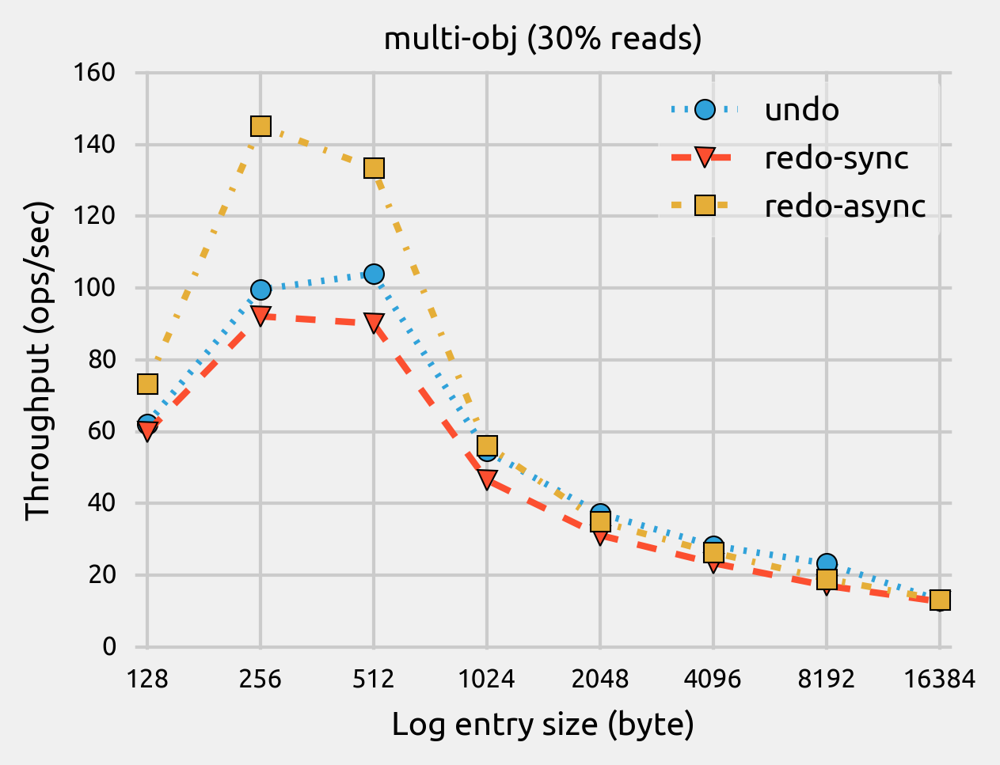 multi-obj (30% reads)
160
140
120
100
80
60
40
20
0
Throughput (ops/sec)
undo
redo-sync
redo-async
128 256 512 1024 2048 4096 8192 16384
Log entry size (byte)